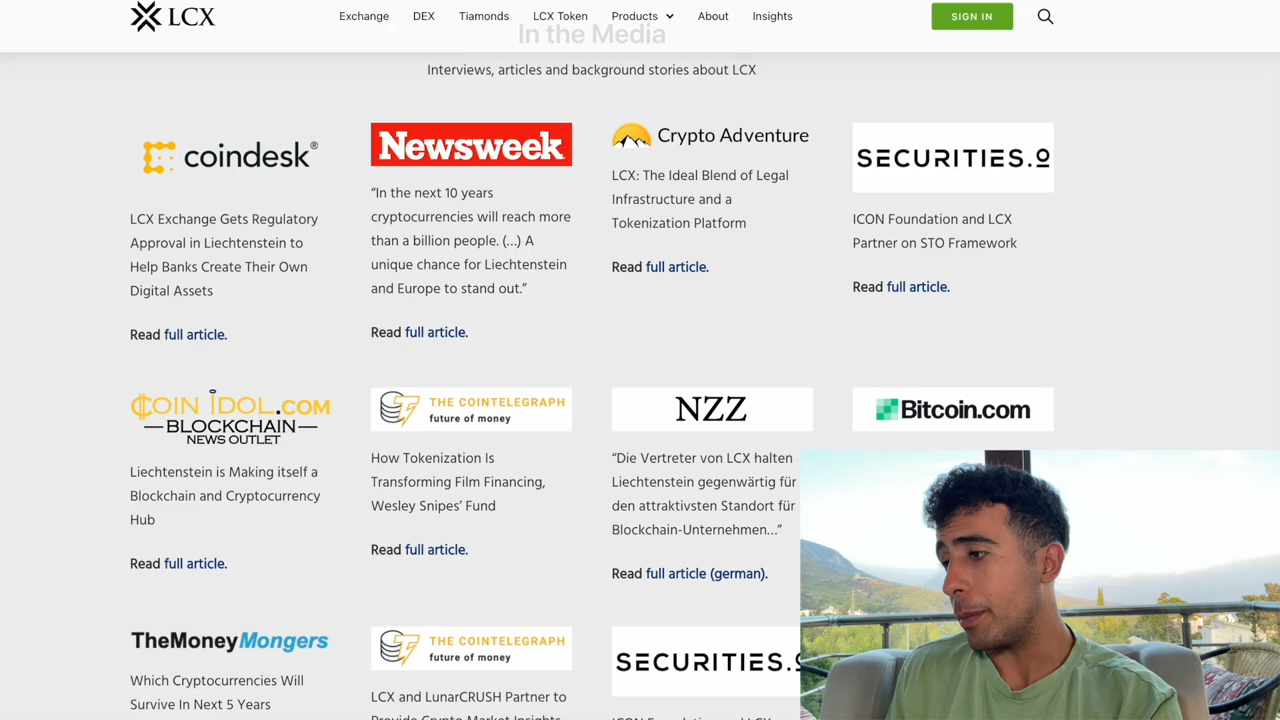 LCX
Exchange
DEX
Tiamonds
LCX Token
Products
About
Insights
SIGN IN
In the Media
Interviews, articles and background stories about LCX
coindesk®
LCX Exchange Gets Regulatory
Approval in Liechtenstein to
Help Banks Create Their Own
Digital Assets
Read full article.
Newsweek
“In the next 10 years
cryptocurrencies will reach more
than a billion people. (...) A
unique chance for Liechtenstein
and Europe to stand out.”
Read full article.
Crypto Adventure
LCX: The Ideal Blend of Legal
Infrastructure and a
Tokenization Platform
Read full article.
SECURITIES.IO
ICON Foundation and LCX
Partner on STO Framework
Read full article.
COIN IDOL.COM
BLOCKCHAIN
NEWS OUTLET
Liechtenstein is Making itself a
Blockchain and Cryptocurrency
Hub
Read full article.
THE COINTELEGRAPH
future of money
How Tokenization Is
Transforming Film Financing,
Wesley Snipes’ Fund
Read full article.
NZZ
“Die Vertreter von LCX halten
Liechtenstein gegenwärtig für
den attraktivsten Standort für
Blockchain-Unternehmen...”
Read full article (german).
Bitcoin.com
TheMoneyMongers
Which Cryptocurrencies Will
Survive In Next 5 Years
THE COINTELEGRAPH
future of money
LCX and LunarCRUSH Partner to
Provide Crypto Market Insights
SECURITIES.